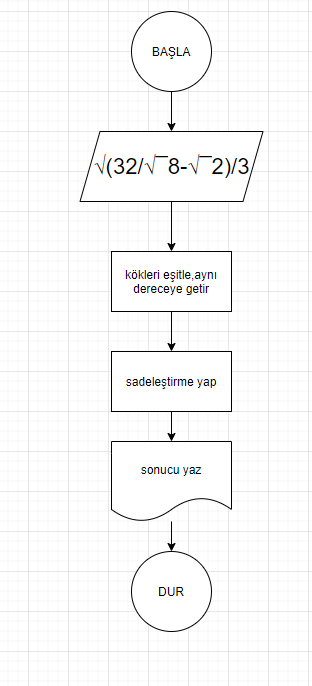 BAŞLA
√(32/√¯8-√¯2)/3
kökleri eşitle,aynı
dereceye getir
sadeleştirme yap
sonucu yaz
DUR